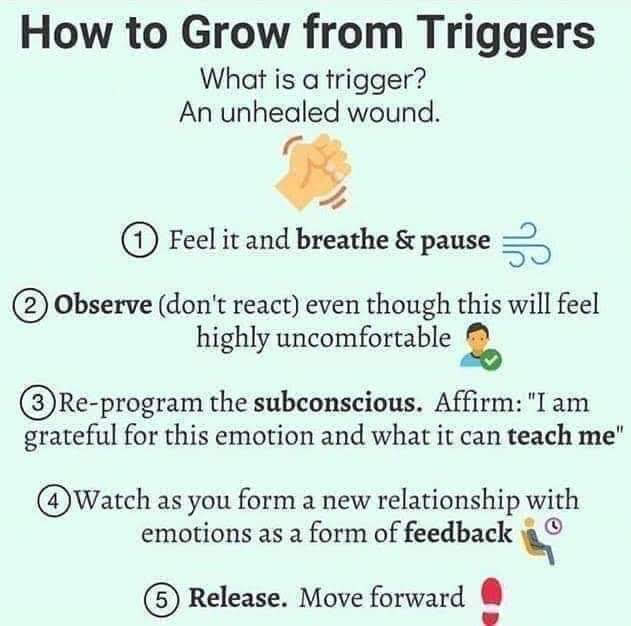 How to Grow from Triggers
What is a trigger?
An unhealed wound.
1 Feel it and breathe & pause
2 Observe (don't react) even though this will feel
highly uncomfortable
3 Re-program the subconscious. Affirm: "I am
grateful for this emotion and what it can teach me"
4 Watch as you form a new relationship with
emotions as a form of feedback
5 Release. Move forward